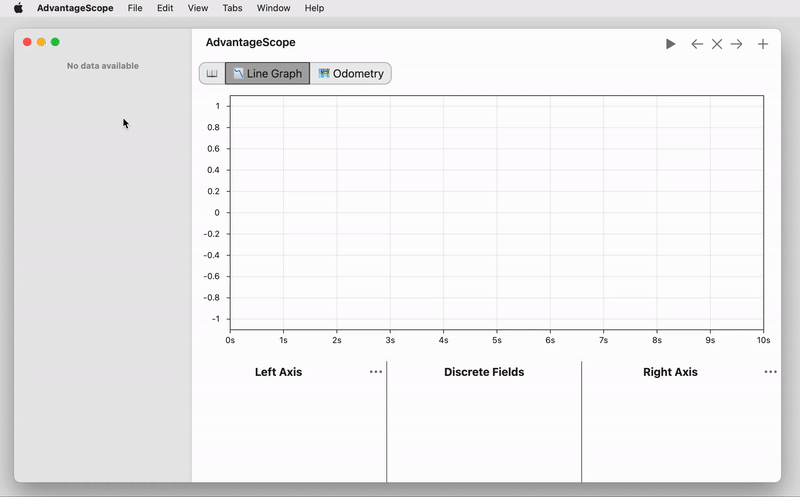 AdvantageScope File Edit View Tabs Window Help
AdvantageScope
No data available
Line Graph Odometry
1
0.8
0.6
0.4
0.2
0
-0.2
-0.4
-0.6
-0.8
-1
0s 1s 2s 3s 4s 5s 6s 7s 8s 9s 10s
Left Axis Discrete Fields Right Axis